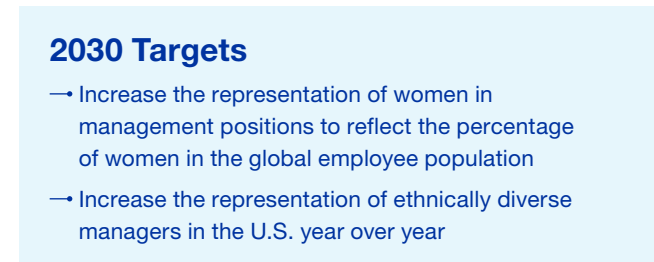 2030 Targets
Increase the representation of women in
management positions to reflect the percentage
of women in the global employee population
Increase the representation of ethnically diverse
managers in the U.S. year over year